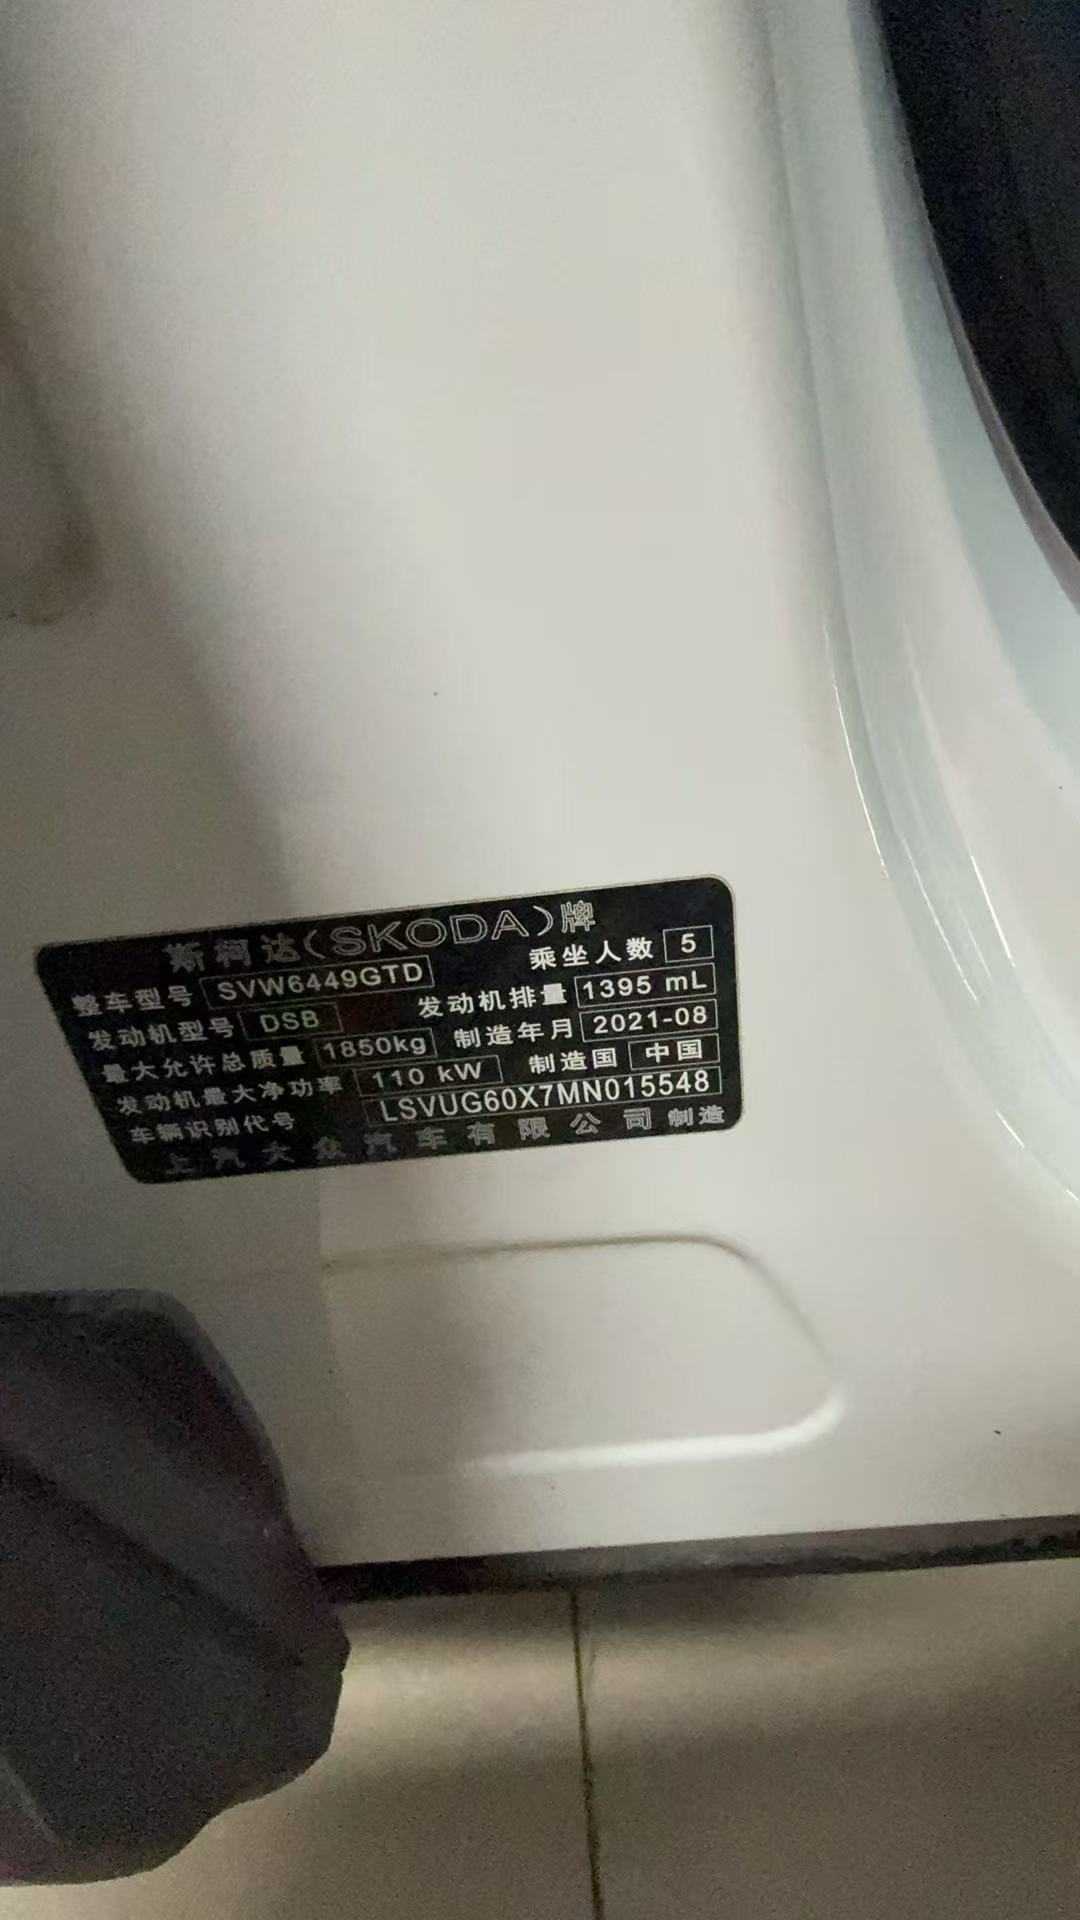 斯柯达(SKODA)牌
整车型号 SVW6449GTD 乘坐人数 5
发动机型号 DSB 发动机排量 1395 mL
最大允许总质量 1850kg 制造年月 2021-08
发动机最大净功率 110 kW 制造国 中国
车辆识别代号 LSVUG60X7MN015548
上汽大众汽车有限公司 制造